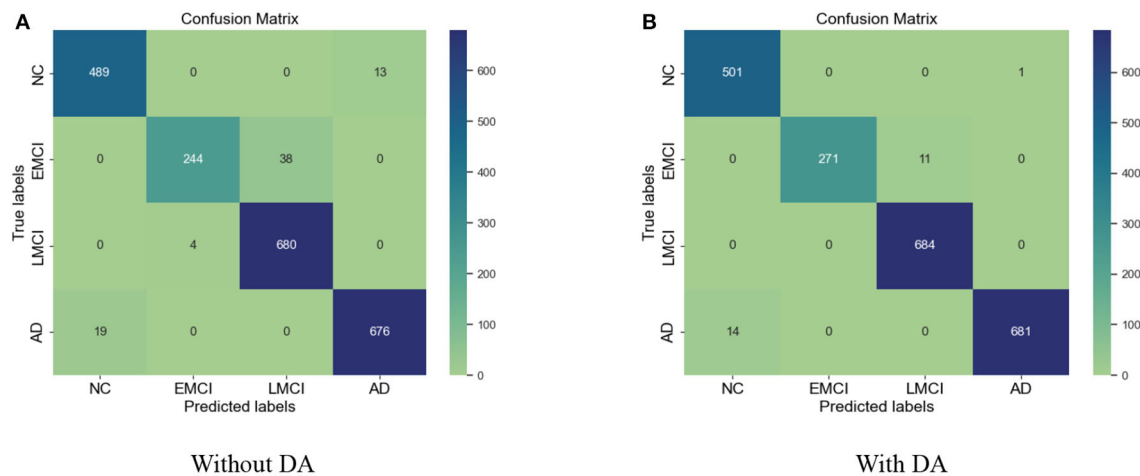 A
Confusion Matrix
NC 489 0 0 13
EMCI 0 244 38 0
LMCI 0 4 680 0
AD 19 0 0 676
NC EMCI LMCI AD
True labels
Predicted labels
600
500
400
300
200
100
0
Without DA
B
Confusion Matrix
NC 501 0 0 1
EMCI 0 271 11 0
LMCI 0 0 684 0
AD 14 0 0 681
NC EMCI LMCI AD
True labels
Predicted labels
600
500
400
300
200
100
0
With DA